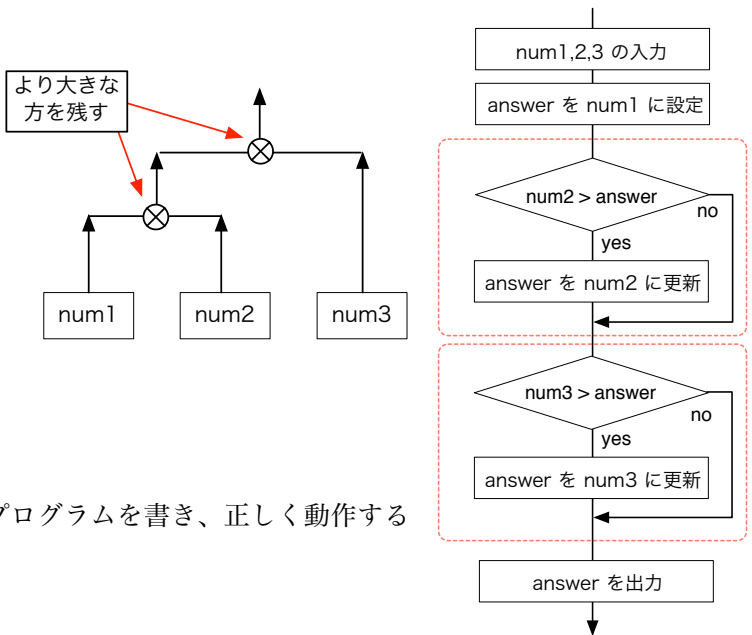 より大きな
方を残す
num1
num2
num3
プログラムを書き、正しく動作する
num1,2,3 の入力
answer を num1 に設定
num2 > answer
no
yes
answer を num2 に更新
num3 > answer
no
yes
answer を num3 に更新
answer を出力